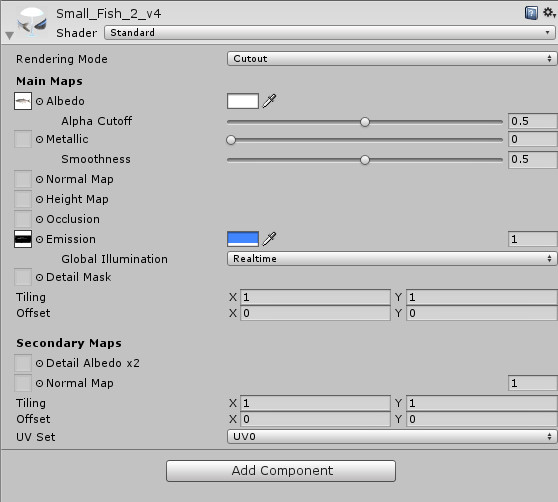 Small_Fish_2_v4
Shader Standard
Rendering Mode Cutout
Main Maps
Albedo
Alpha Cutoff 0.5
Metallic 0
Smoothness 0.5
Normal Map
Height Map
Occlusion
Emission 1
Global Illumination Realtime
Detail Mask
Tiling X 1 Y 1
Offset X 0 Y 0
Secondary Maps
Detail Albedo x2
Normal Map 1
Tiling X 1 Y 1
Offset X 0 Y 0
UV Set UV0
Add Component